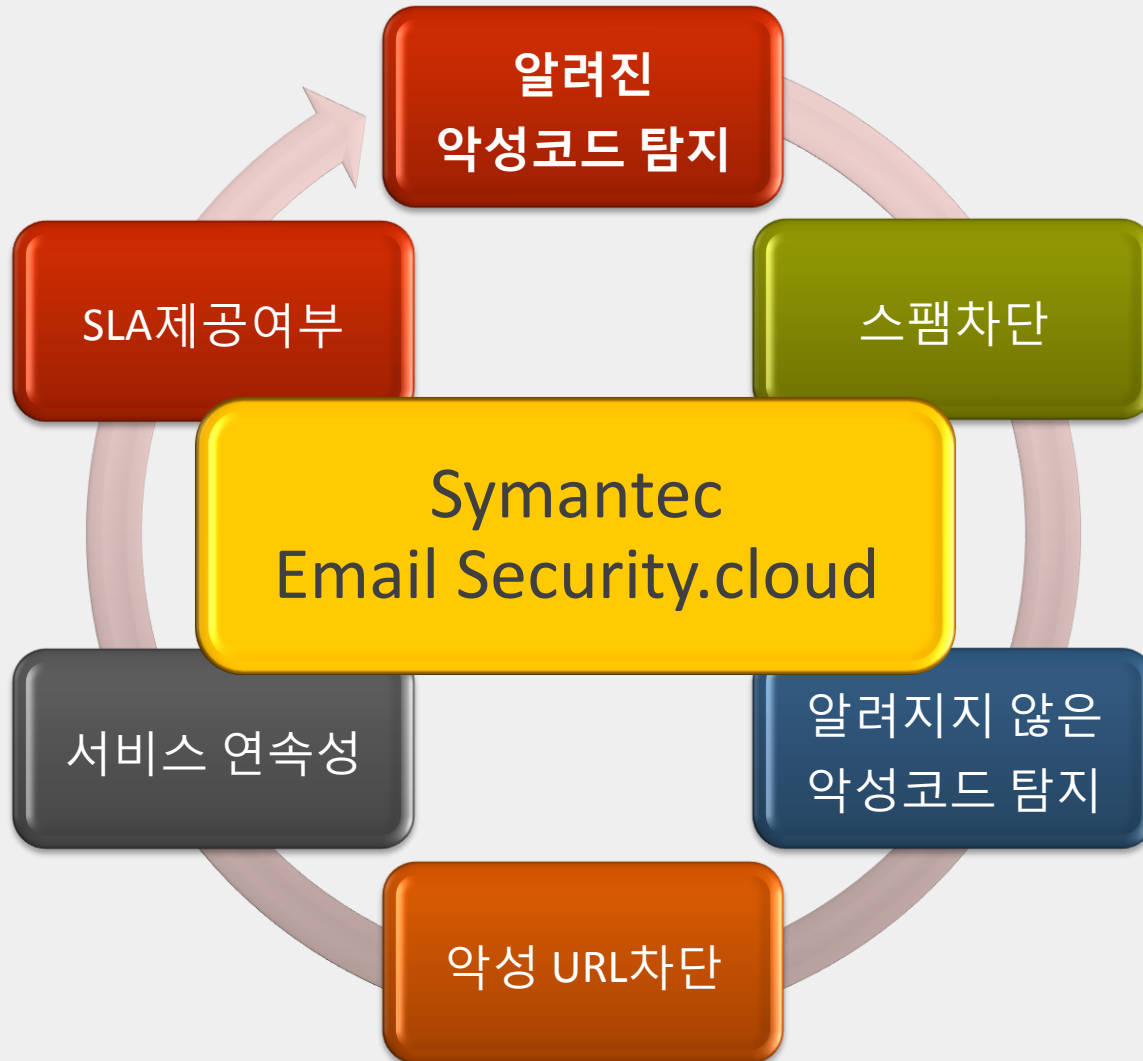 알려진
악성코드 탐지
SLA제공여부
스팸차단
Symantec
Email Security.cloud
서비스 연속성
알려지지 않은
악성코드 탐지
악성 URL차단